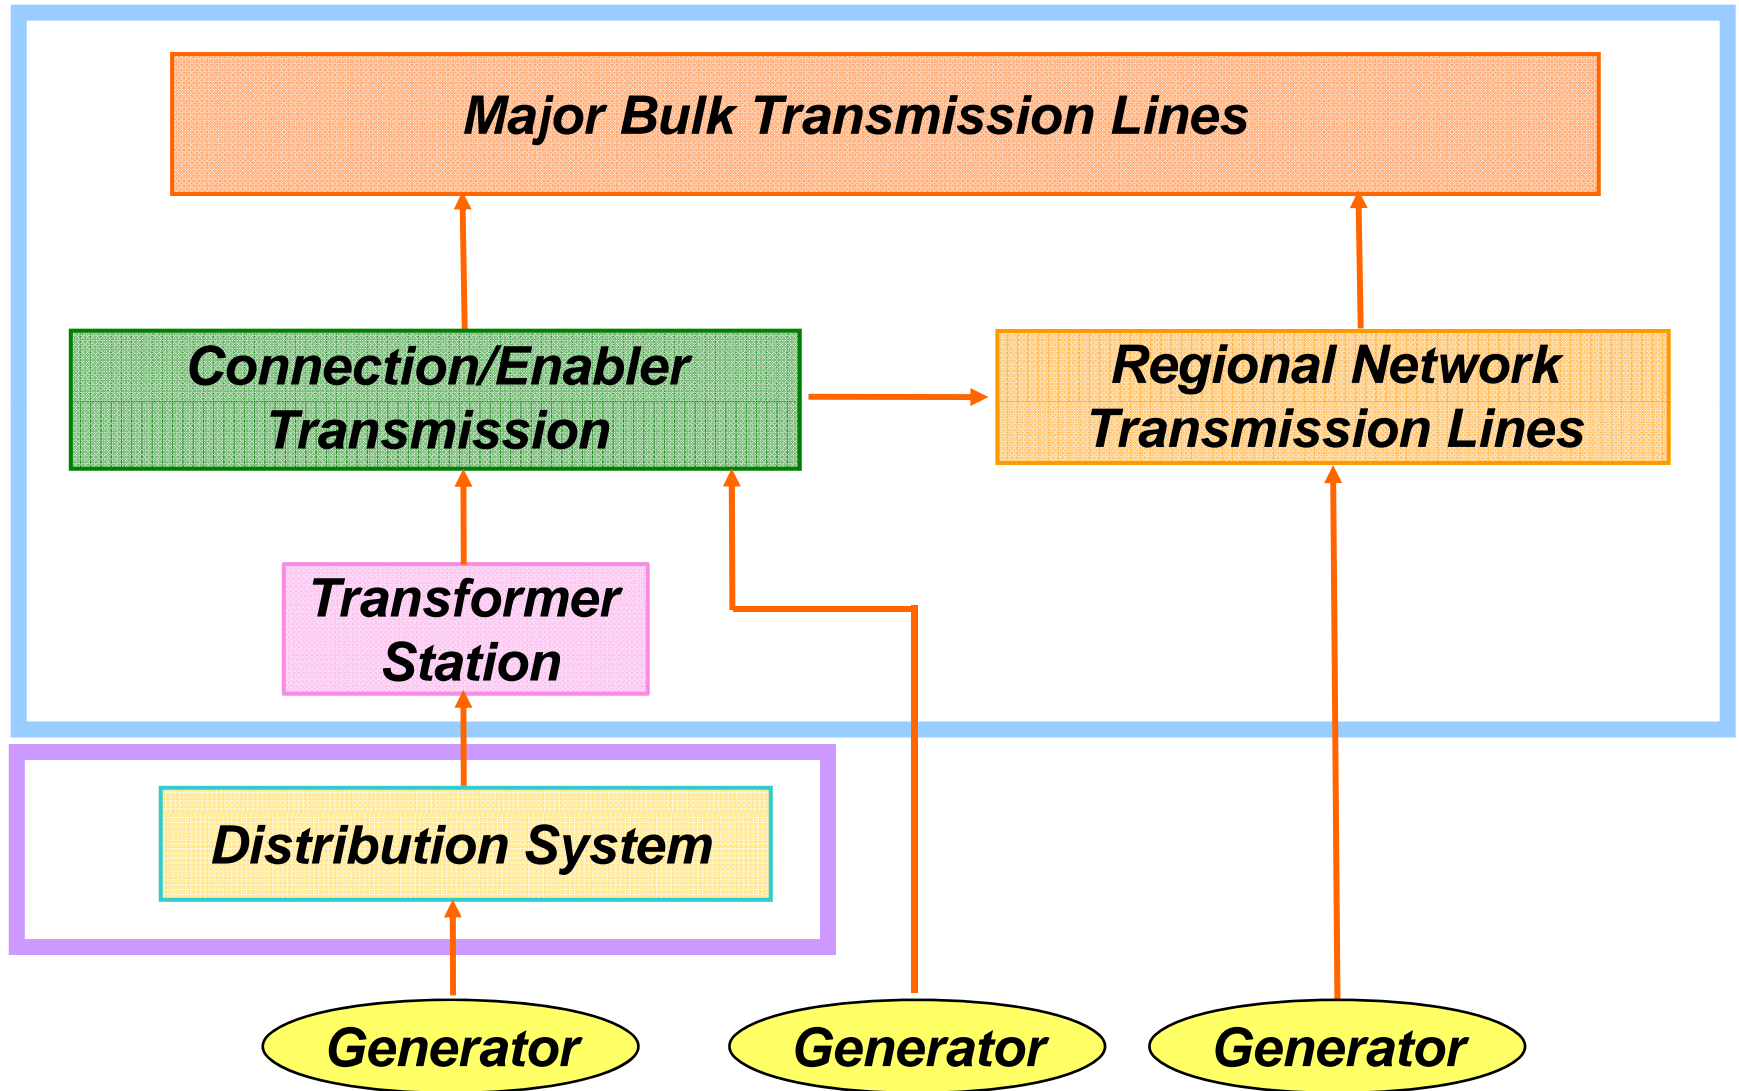 Major Bulk Transmission Lines
Connection/Enabler
Transmission
Regional Network
Transmission Lines
Transformer
Station
Distribution System
Generator
Generator
Generator